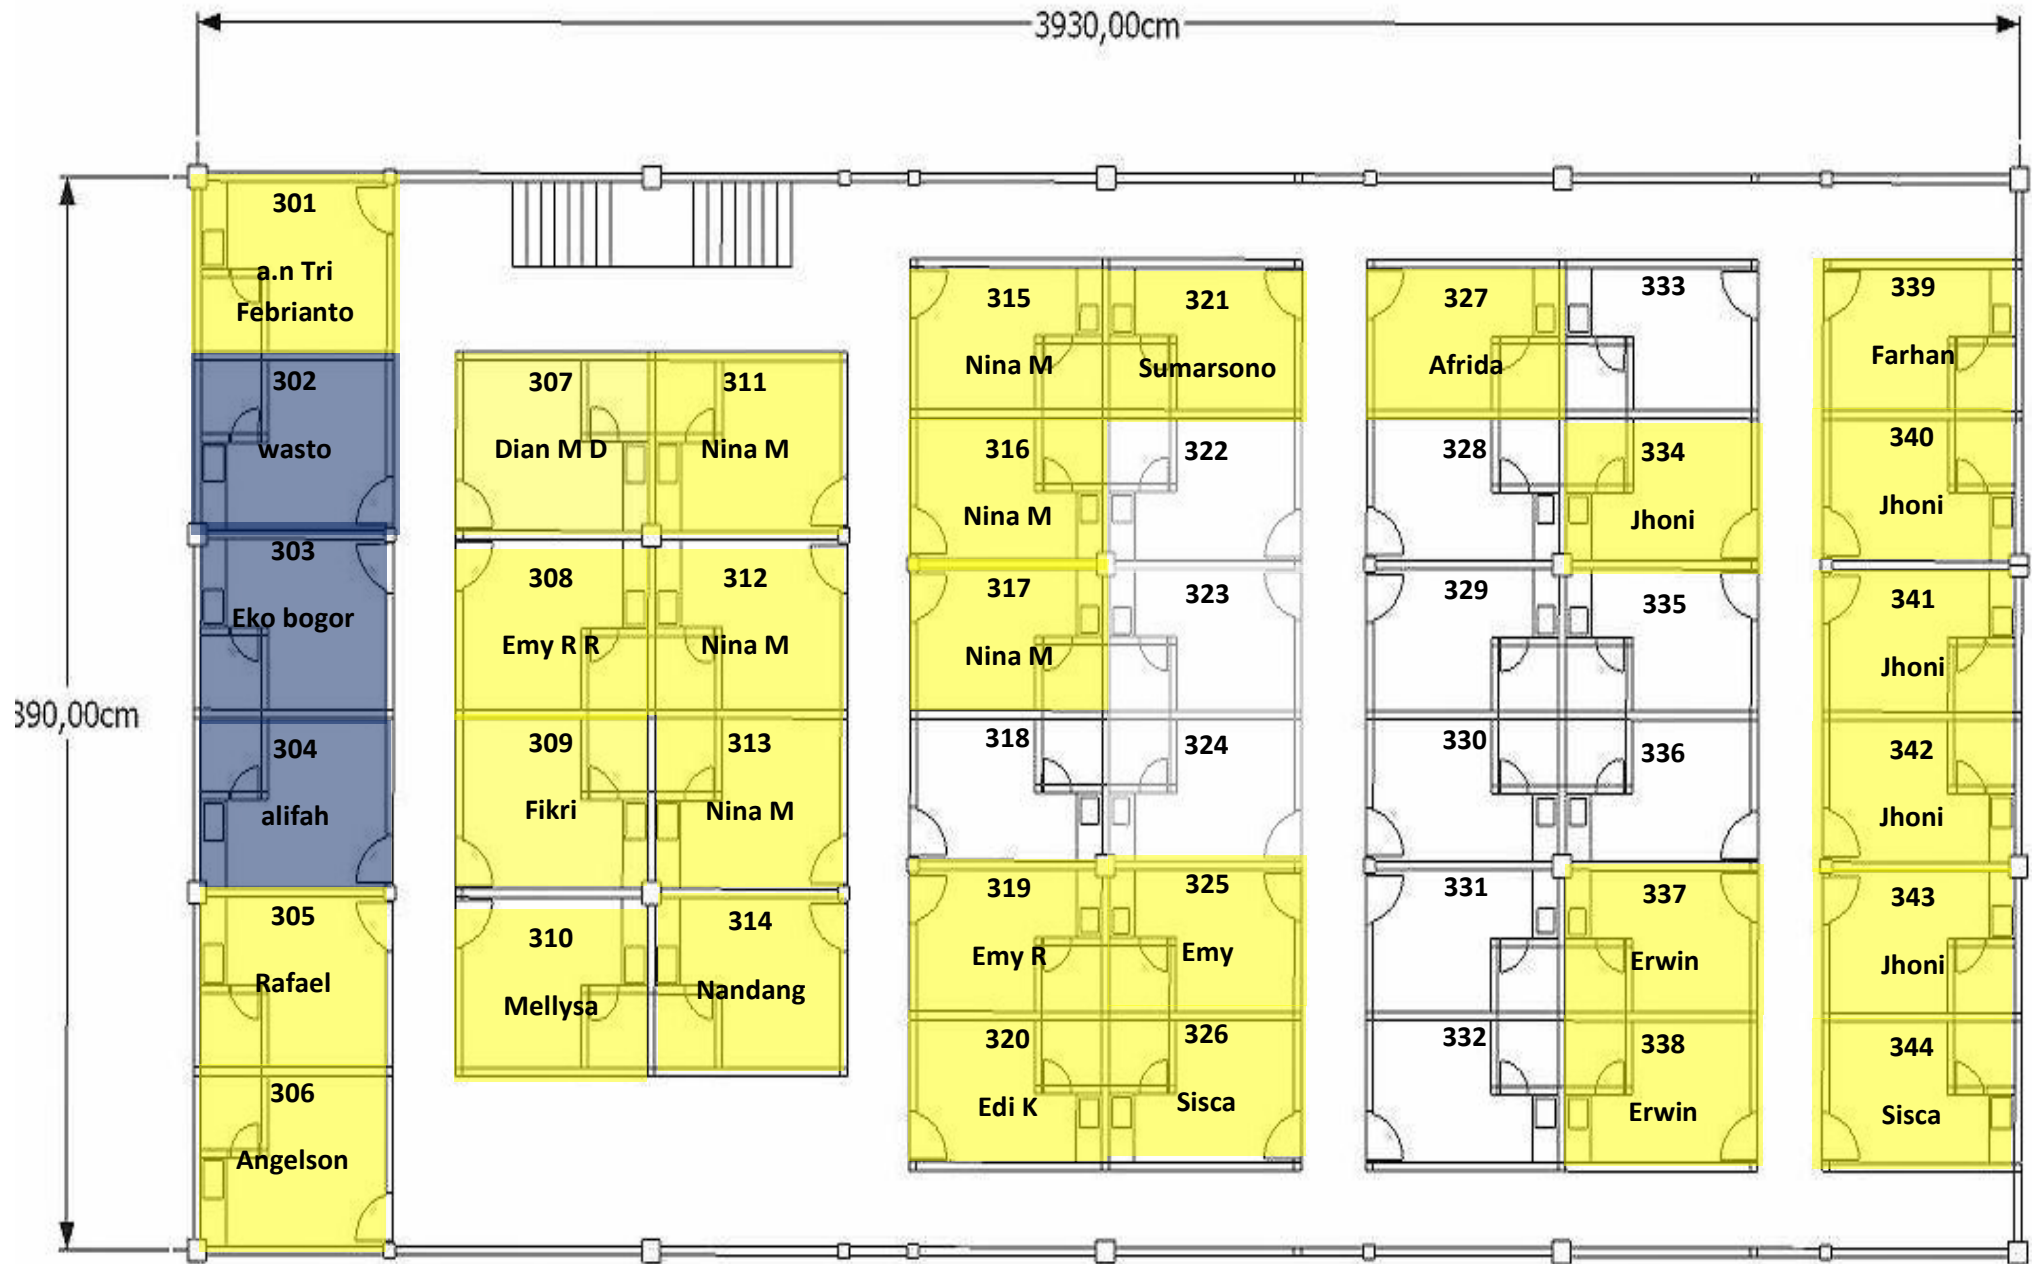 3930,00cm
390,00cm
301
a.n Tri
Febrianto
302
wasto
303
Eko bogor
304
alifah
305
Rafael
306
Angelson
307
Dian M D
308
Emy R R
309
Fikri
310
Mellysa
311
Nina M
312
Nina M
313
Nina M
314
Nandang
315
Nina M
316
Nina M
317
Nina M
318
319
Emy R
320
Edi K
321
Sumarsono
322
323
324
325
Emy
326
Sisca
327
Afrida
328
329
330
331
332
333
334
Jhoni
335
336
337
Erwin
338
Erwin
339
Farhan
340
Jhoni
341
Jhoni
342
Jhoni
343
Jhoni
344
Sisca